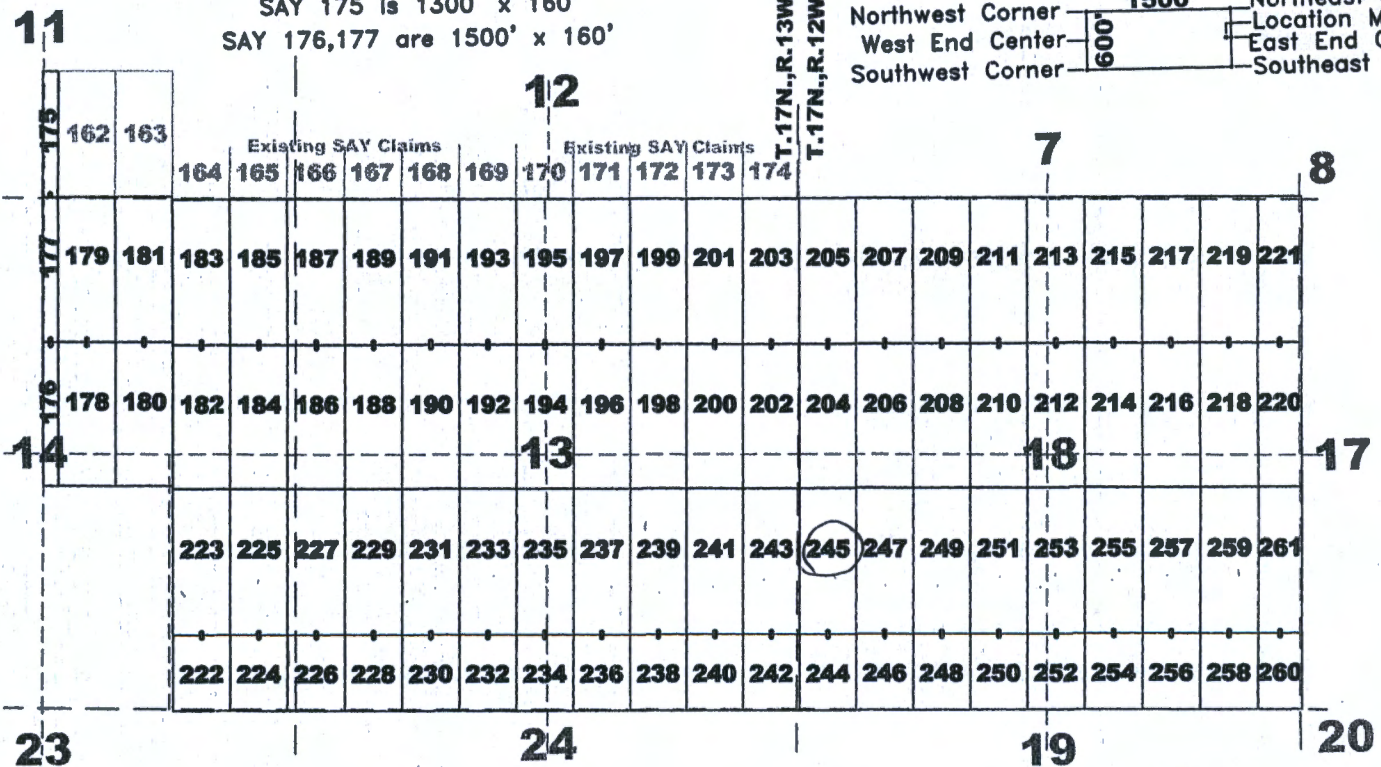 SAY 175 is 1300' x 160'
SAY 176,177 are 1500' x 160'
T.17N.,R.13W
T.17N.,R.12W
Northwest Corner
West End Center
Southwest Corner
1500'
600'
Location
East End
Southeast
11
12
7
8
175 162 163
Existing SAY Claims Existing SAY Claims
164 165 166 167 168 169 170 171 172 173 174
177 179 181 183 185 187 189 191 193 195 197 199 201 203 205 207 209 211 213 215 217 219 221
176 178 180 182 184 186 188 190 192 194 196 198 200 202 204 206 208 210 212 214 216 218 220
14 13 18 17
223 225 227 229 231 233 235 237 239 241 243 245 247 249 251 253 255 257 259 261
222 224 226 228 230 232 234 236 238 240 242 244 246 248 250 252 254 256 258 260
23 24 19 20